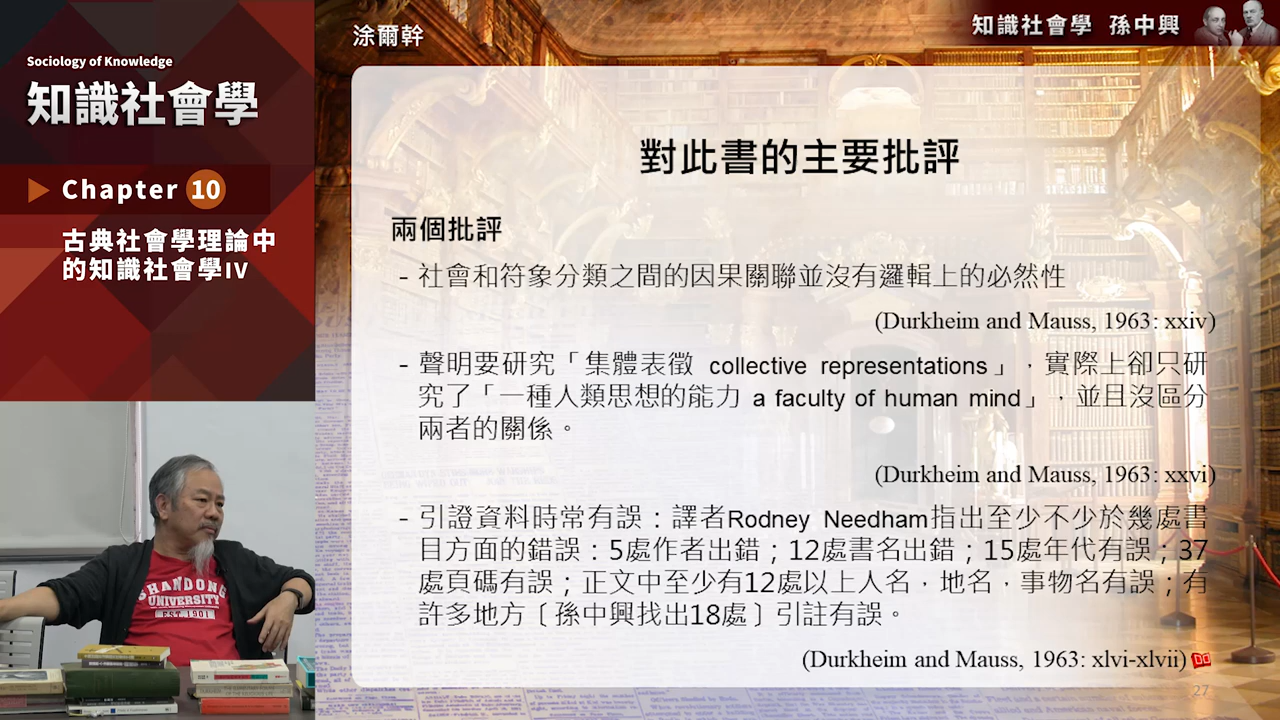 Sociology of Knowledge
知識社會學
Chapter 10
古典社會學理論中
的知識社會學IV
涂爾幹
知識社會學 孫中興
對此書的主要批評
兩個批評
- 社會和符象分類之間的因果關聯並沒有邏輯上的必然性
(Durkheim and Mauss, 1963: xxiv)
- 聲明要研究「集體表徵 collective representations」，實際上卻只研
究了「一種人類思想的能力 a faculty of human mind」，並且沒區分
兩者的關係。
(Durkheim and Mauss, 1963: xxvi)
- 引證資料時常有誤：譯者Rodney Needham指出至少不少於幾處書
目方面的錯誤：5處作者出錯；12處書名出錯；15處年代有誤；37
處頁碼有誤；正文中至少有12處以上人名，地名，事物名有誤；有
許多地方〔孫中興找出18處〕引註有誤。
(Durkheim and Mauss, 1963: xlvi-xlvii)
27
SHANDONG
UNIVERSITY
EST. 1901